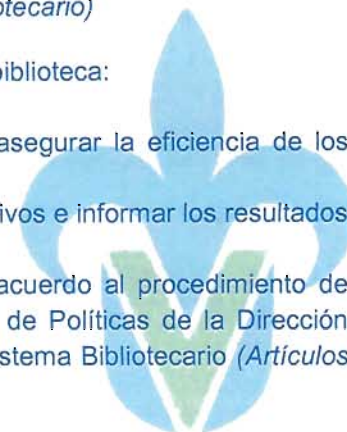 otecario)
biblioteca:
asegurar la eficiencia de los
ivos e informar los resultados
acuerdo al procedimiento de
de Políticas de la Dirección
istema Bibliotecario (Artículos